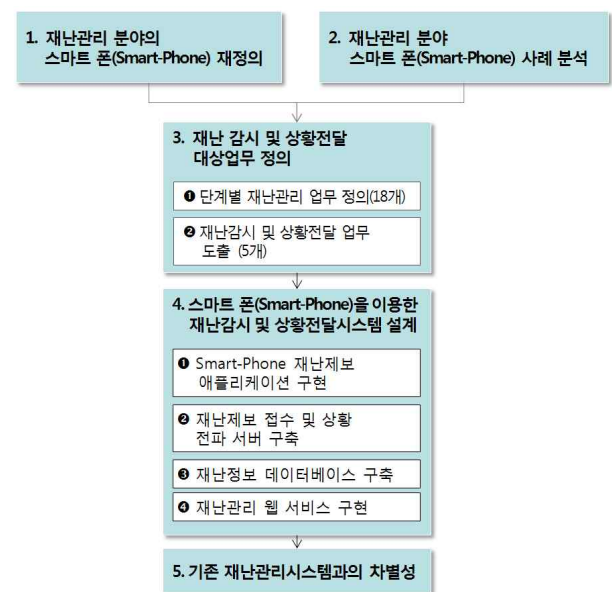 1. 재난관리 분야의
스마트 폰(Smart-Phone) 재정의
2. 재난관리 분야
스마트 폰(Smart-Phone) 사례 분석
3. 재난 감시 및 상황전달
대상업무 정의
❶ 단계별 재난관리 업무 정의(18개)
❷ 재난감시 및 상황전달 업무
도출 (5개)
4. 스마트 폰(Smart-Phone)을 이용한
재난감시 및 상황전달시스템 설계
❶ Smart-Phone 재난제보
애플리케이션 구현
❷ 재난제보 접수 및 상황
전파 서버 구축
❸ 재난정보 데이터베이스 구축
❹ 재난관리 웹 서비스 구현
5. 기존 재난관리시스템과의 차별성